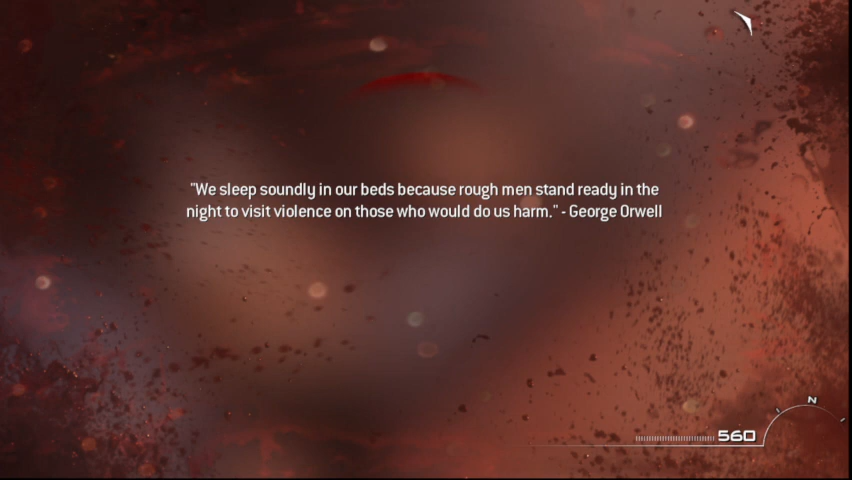 "We sleep soundly in our beds because rough men stand ready in the
night to visit violence on those who would do us harm." - George Orwell
N
560